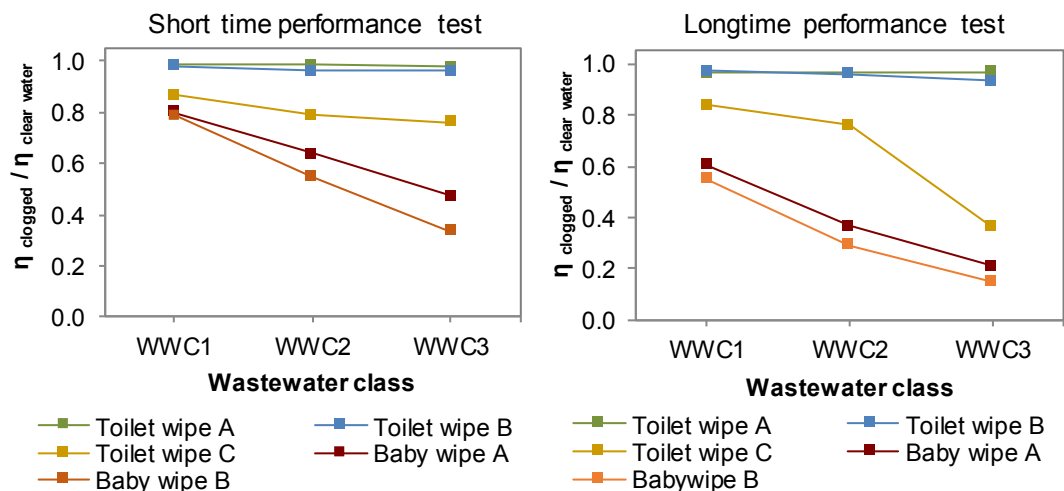 Short time performance test
η clogged / η clear water
1.0
0.8
0.6
0.4
0.2
0.0
WWC1 WWC2 WWC3
Wastewater class
Toilet wipe A Toilet wipe B
Toilet wipe C Baby wipe A
Baby wipe B
Longtime performance test
η clogged / η clear water
1.0
0.8
0.6
0.4
0.2
0.0
WWC1 WWC2 WWC3
Wastewater class
Toilet wipe A Toilet wipe B
Toilet wipe C Baby wipe A
Babywipe B